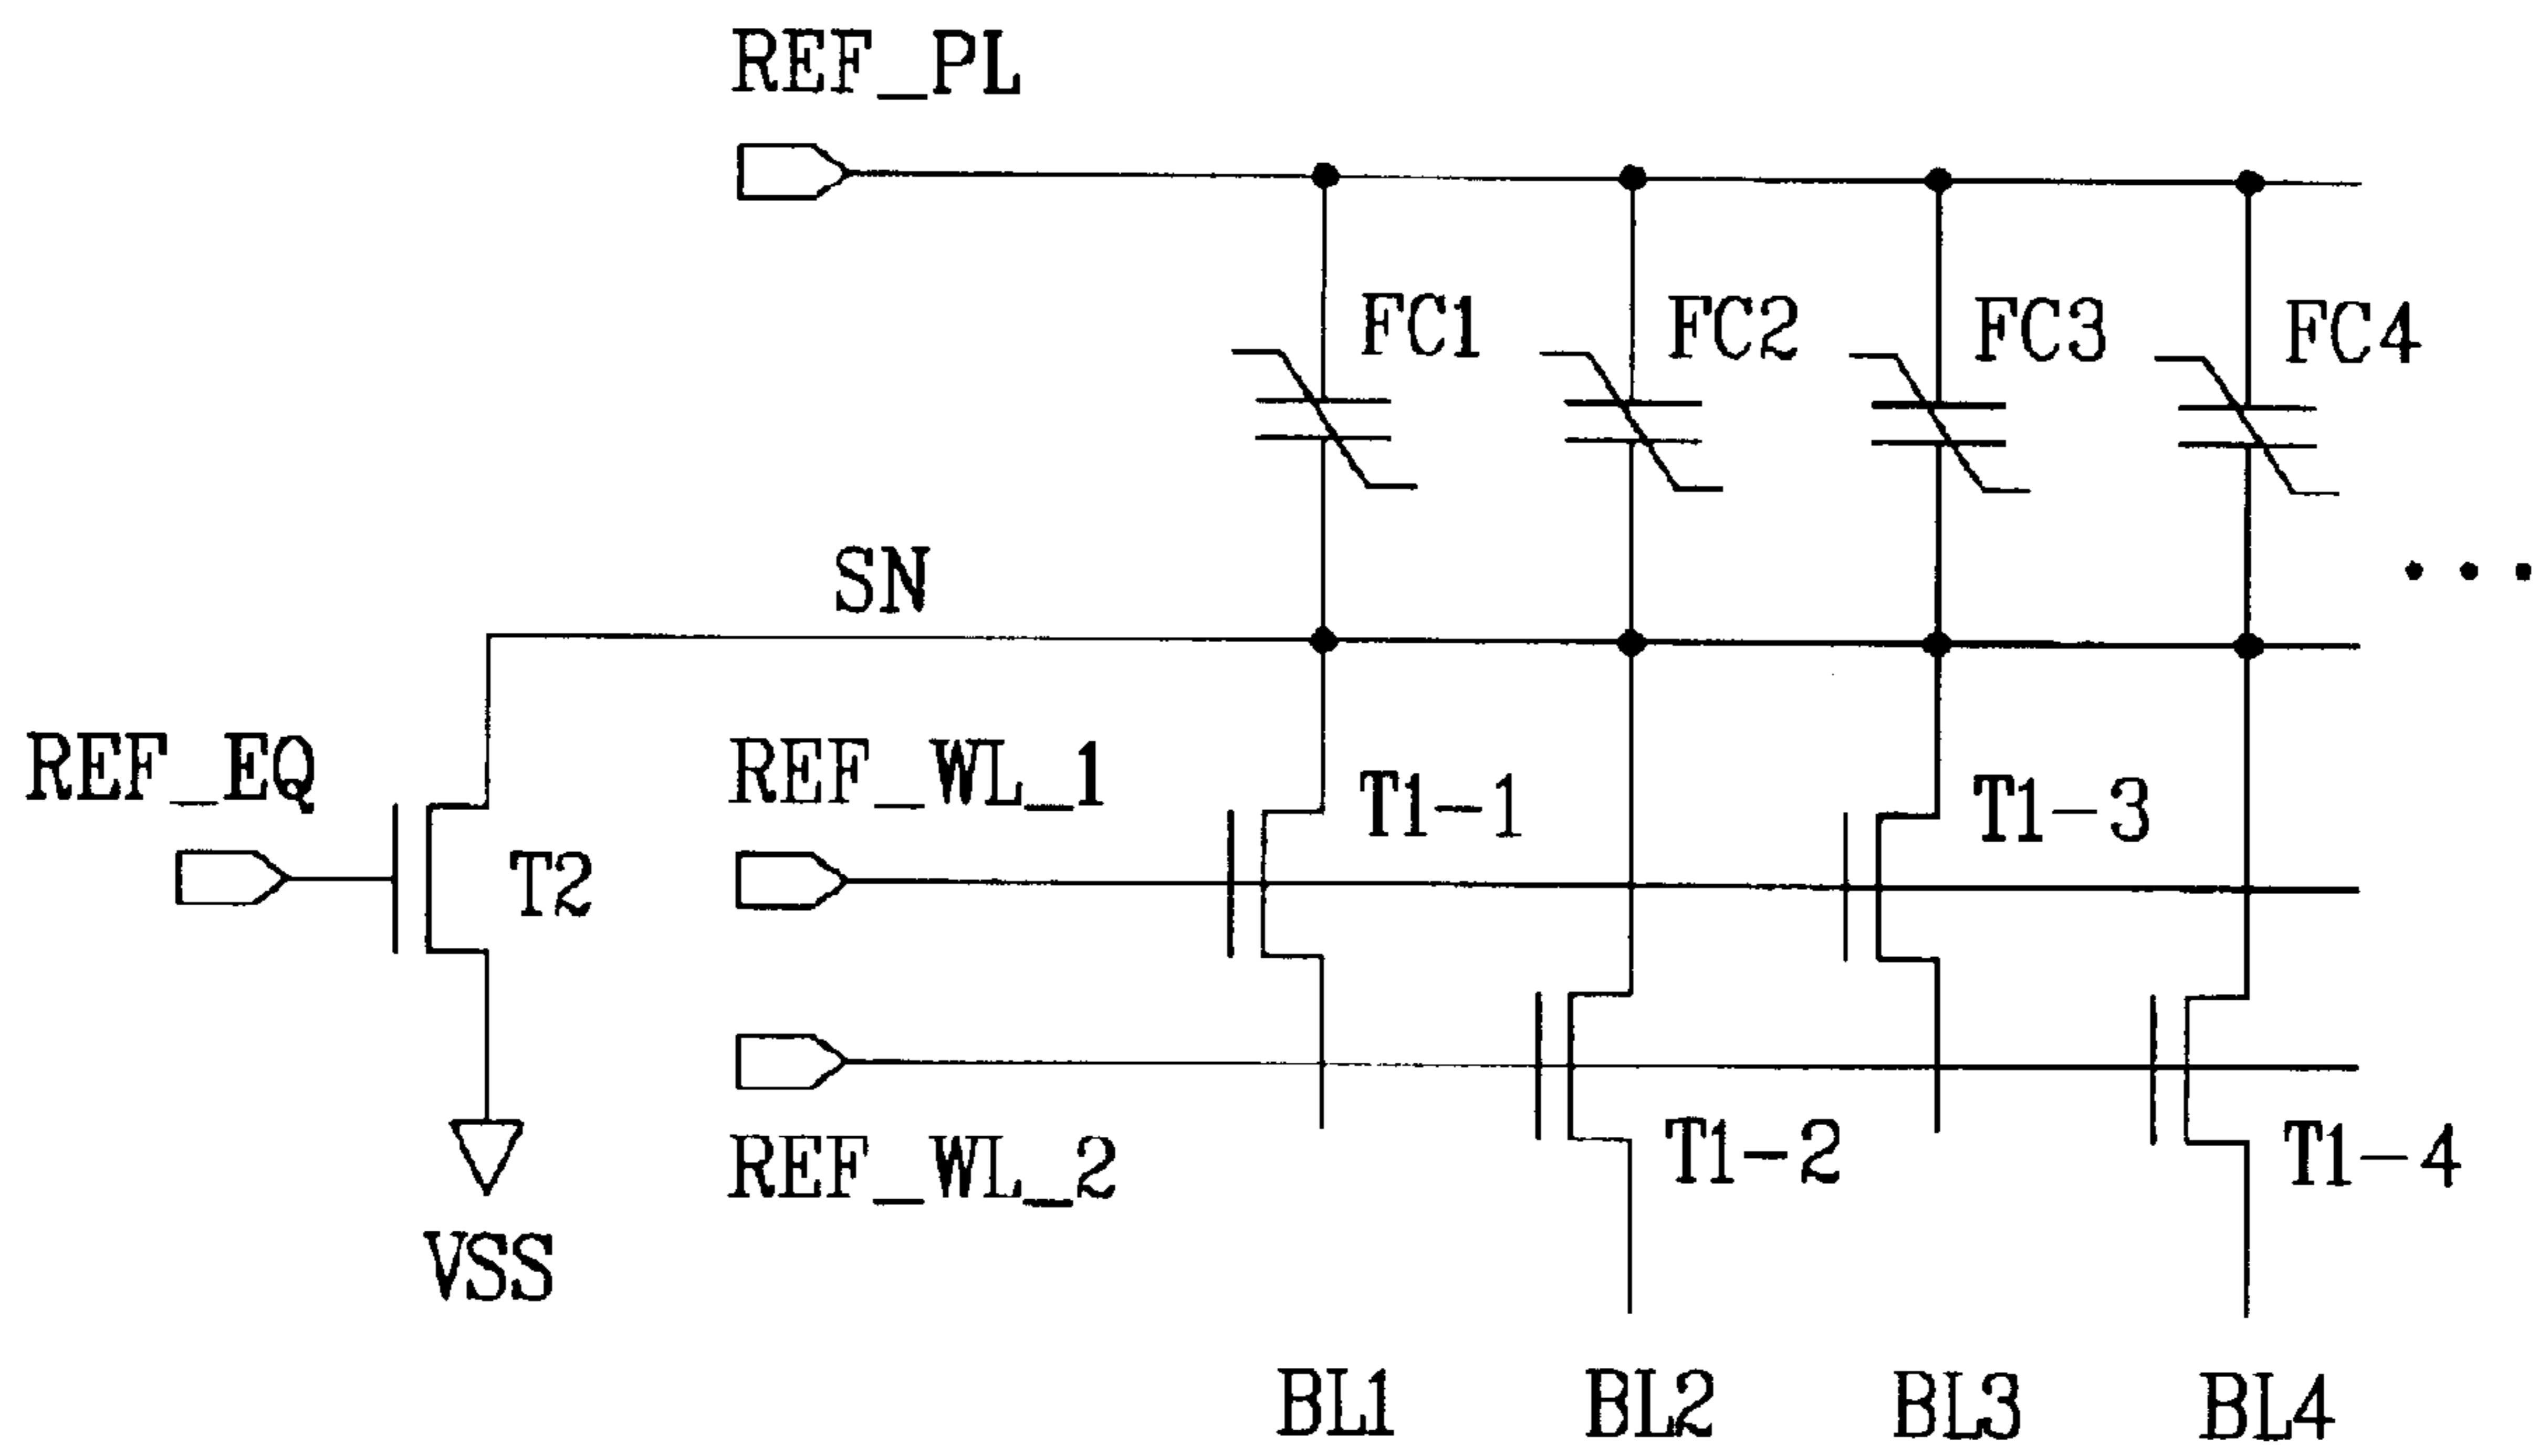 REF_PL
FC1 FC2 FC3 FC4
SN
REF_EQ REF_WL_1 T1-1 T1-3
T2
REF_WL_2 T1-2 T1-4
VSS
BL1 BL2 BL3 BL4